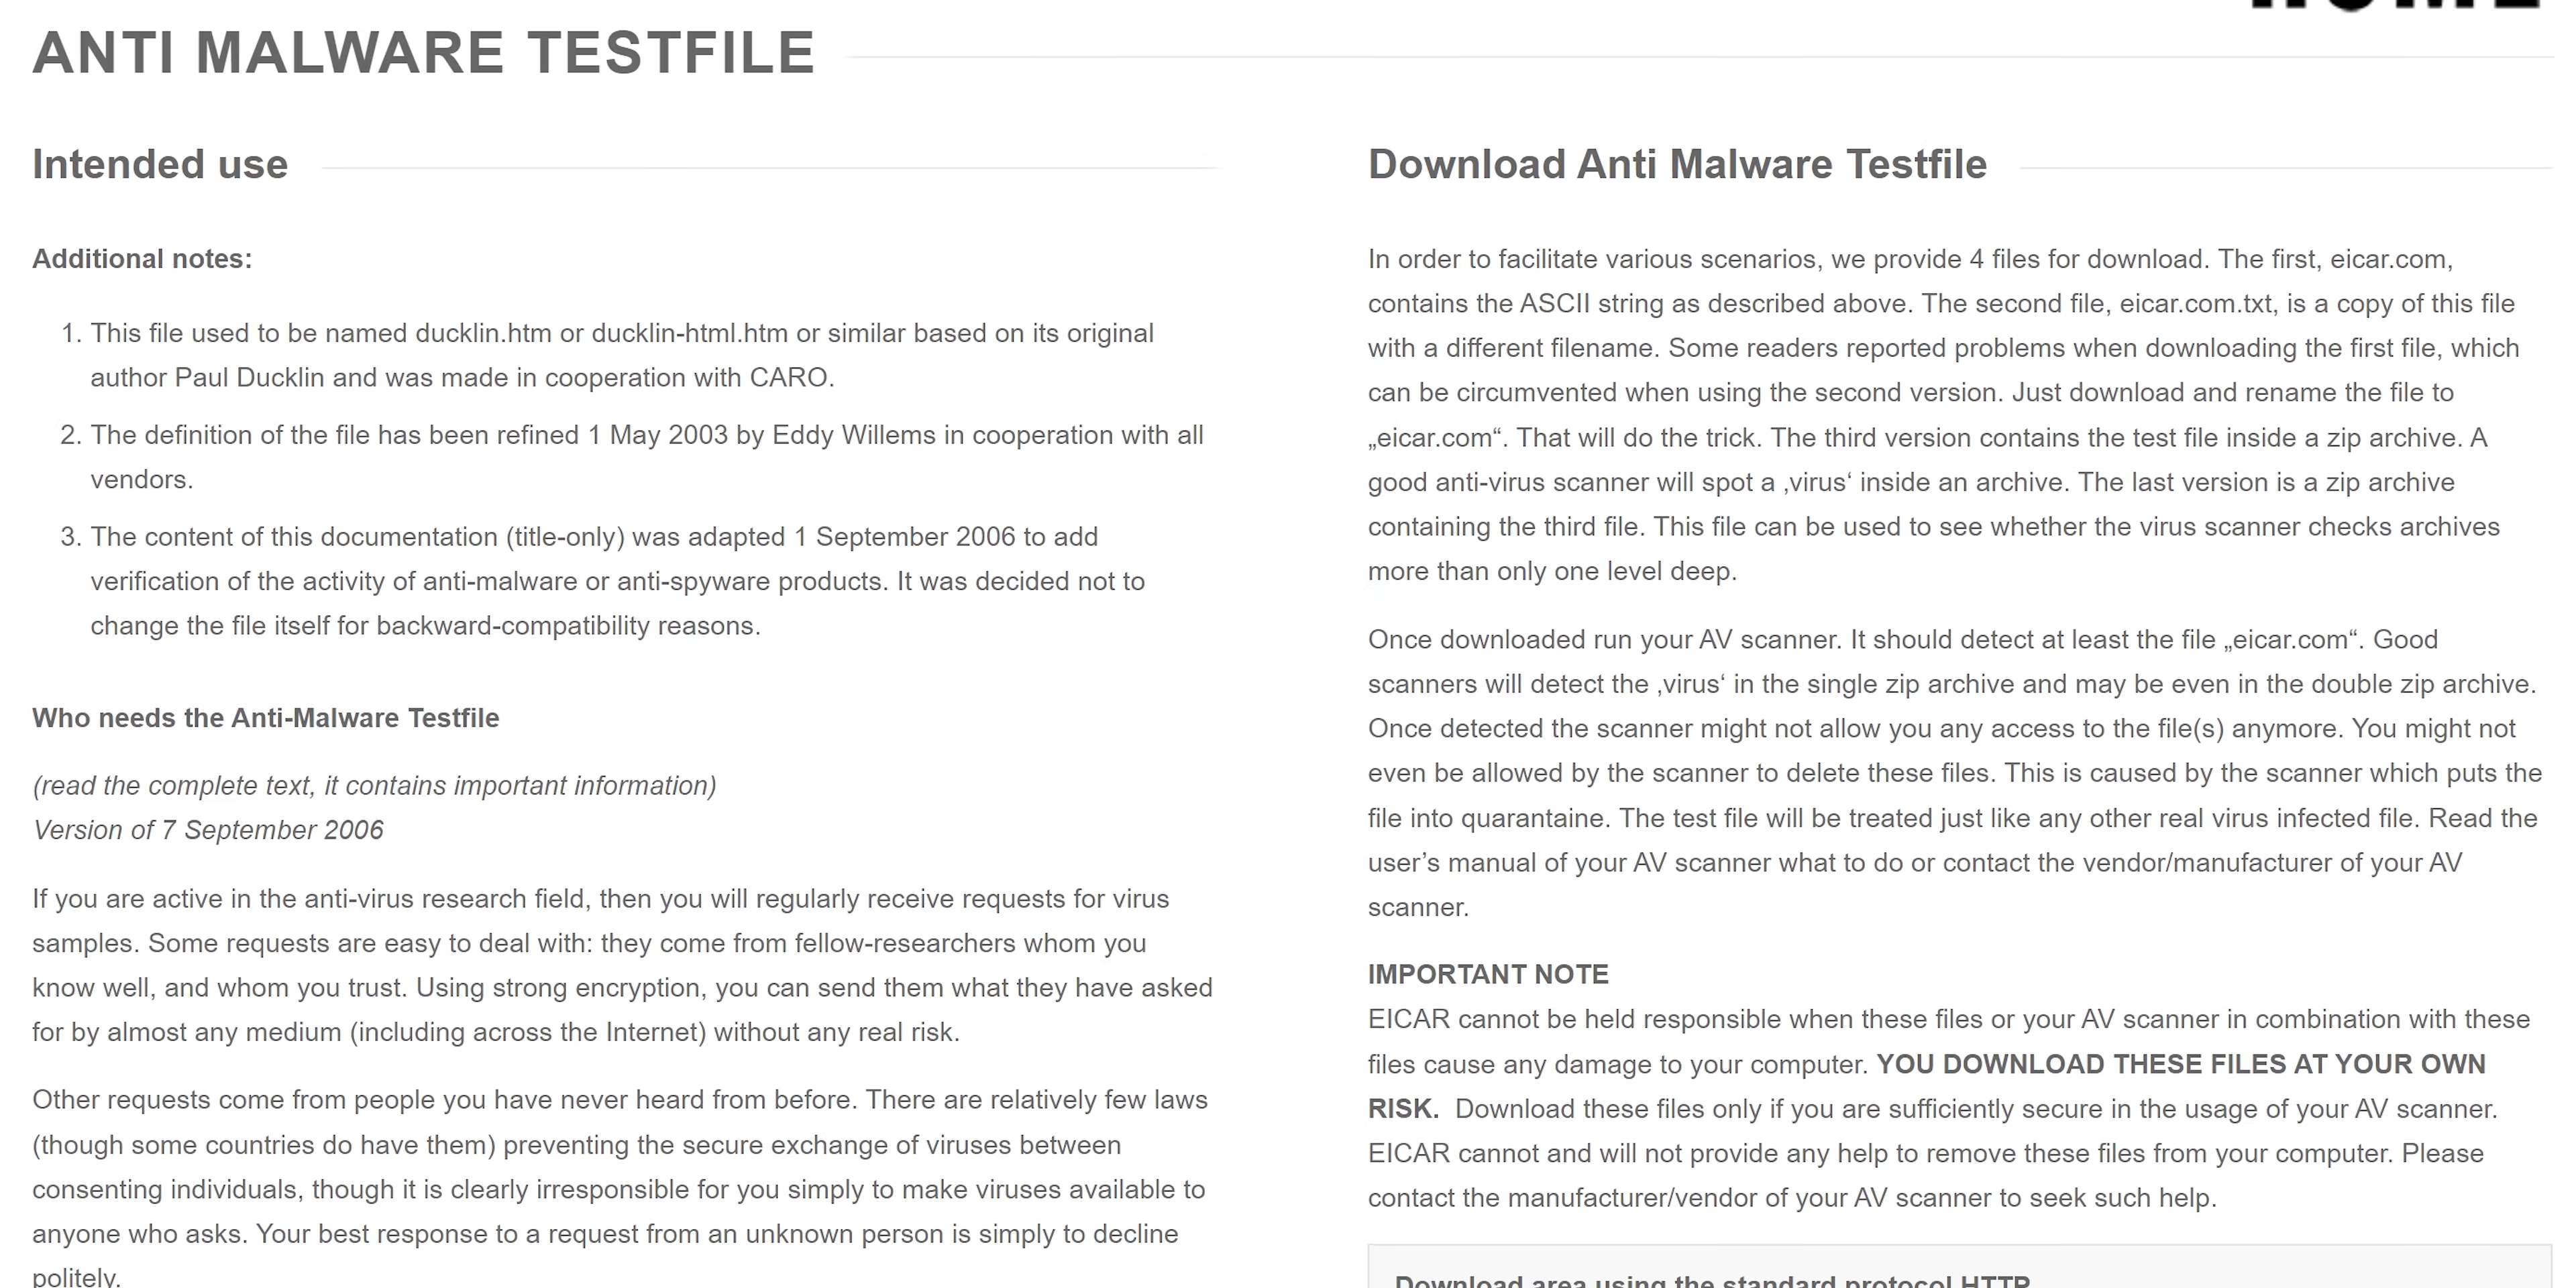 HOME
ANTI MALWARE TESTFILE
Intended use
Additional notes:
1. This file used to be named ducklin.htm or ducklin-html.htm or similar based on its original
author Paul Ducklin and was made in cooperation with CARO.
2. The definition of the file has been refined 1 May 2003 by Eddy Willems in cooperation with all
vendors.
3. The content of this documentation (title-only) was adapted 1 September 2006 to add
verification of the activity of anti-malware or anti-spyware products. It was decided not to
change the file itself for backward-compatibility reasons.
Who needs the Anti-Malware Testfile
(read the complete text, it contains important information)
Version of 7 September 2006
If you are active in the anti-virus research field, then you will regularly receive requests for virus
samples. Some requests are easy to deal with: they come from fellow-researchers whom you
know well, and whom you trust. Using strong encryption, you can send them what they have asked
for by almost any medium (including across the Internet) without any real risk.
Other requests come from people you have never heard from before. There are relatively few laws
(though some countries do have them) preventing the secure exchange of viruses between
consenting individuals, though it is clearly irresponsible for you simply to make viruses available to
anyone who asks. Your best response to a request from an unknown person is simply to decline
politely.
Download Anti Malware Testfile
In order to facilitate various scenarios, we provide 4 files for download. The first, eicar.com,
contains the ASCII string as described above. The second file, eicar.com.txt, is a copy of this file
with a different filename. Some readers reported problems when downloading the first file, which
can be circumvented when using the second version. Just download and rename the file to
„eicar.com“. That will do the trick. The third version contains the test file inside a zip archive. A
good anti-virus scanner will spot a ‚virus‘ inside an archive. The last version is a zip archive
containing the third file. This file can be used to see whether the virus scanner checks archives
more than only one level deep.
Once downloaded run your AV scanner. It should detect at least the file „eicar.com“. Good
scanners will detect the ‚virus‘ in the single zip archive and may be even in the double zip archive.
Once detected the scanner might not allow you any access to the file(s) anymore. You might not
even be allowed by the scanner to delete these files. This is caused by the scanner which puts the
file into quarantaine. The test file will be treated just like any other real virus infected file. Read the
user’s manual of your AV scanner what to do or contact the vendor/manufacturer of your AV
scanner.
IMPORTANT NOTE
EICAR cannot be held responsible when these files or your AV scanner in combination with these
files cause any damage to your computer. YOU DOWNLOAD THESE FILES AT YOUR OWN
RISK. Download these files only if you are sufficiently secure in the usage of your AV scanner.
EICAR cannot and will not provide any help to remove these files from your computer. Please
contact the manufacturer/vendor of your AV scanner to seek such help.
Download area using the standard protocol HTTP